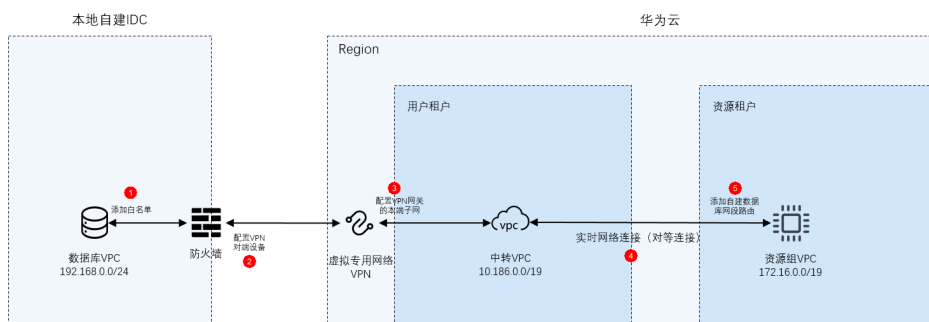 本地自建IDC
华为云
Region
用户租户
资源租户
1
添加白名单
3
配置VPN网关
的本端子网
5
添加自建数据
库网段路由
vpc
配置VPN
对端设备
2
防火墙
实时网络连接（对等连接）
4
数据库VPC
192.168.0.0/24
虚拟专用网络
VPN
中转VPC
10.186.0.0/19
资源组VPC
172.16.0.0/19